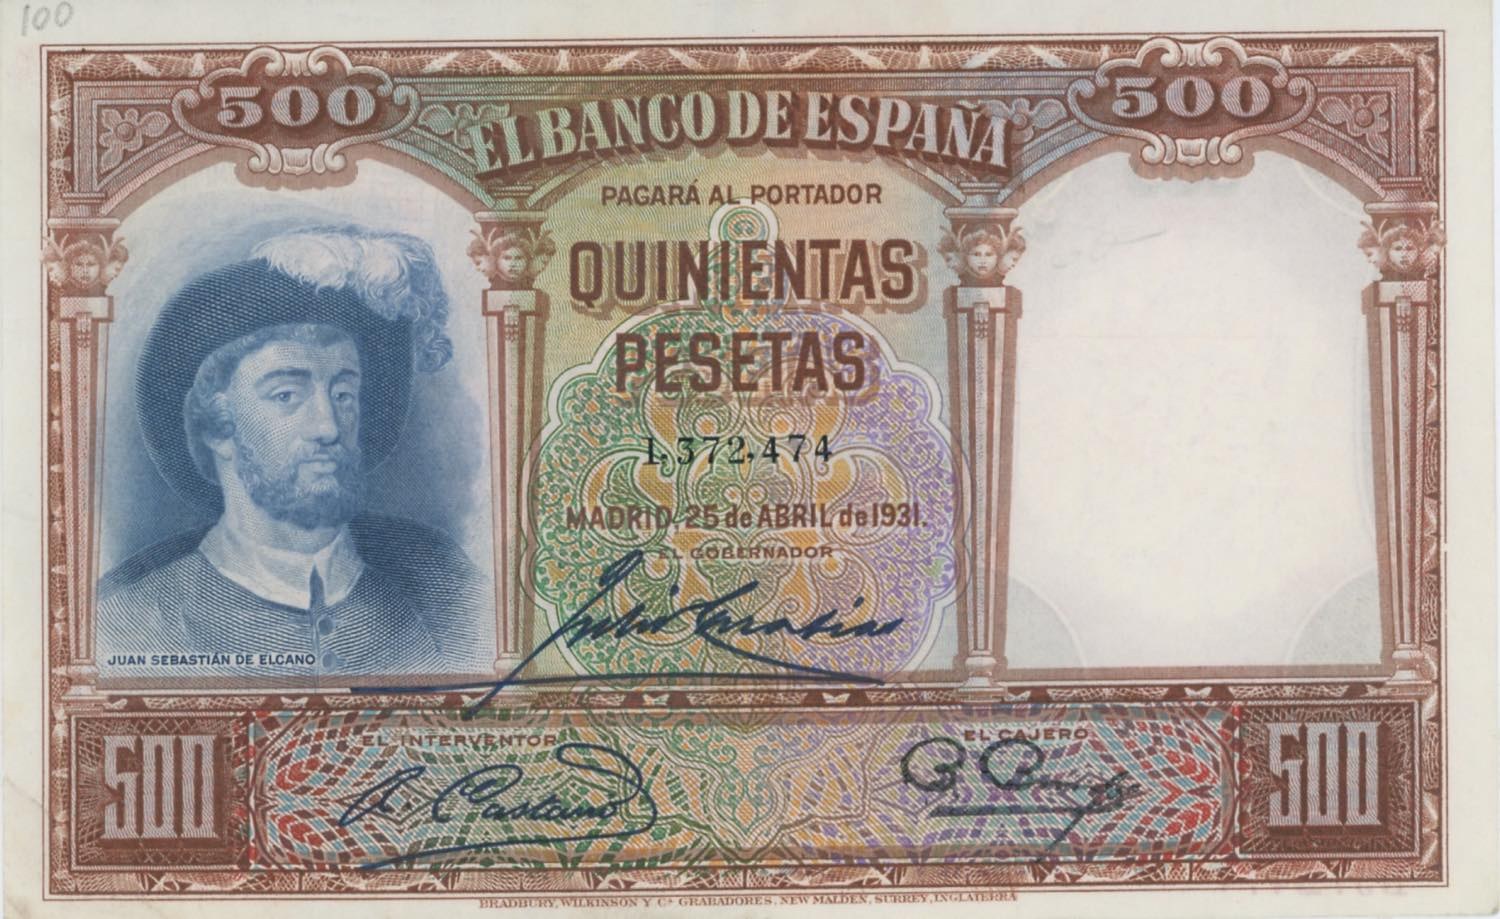 100
500
500
EL BANCO DE ESPAÑA
PAGARÁ AL PORTADOR
QUINIENTAS
PESETAS
1,372,474
MADRID, 25 de ABRIL de 1931.
EL GOBERNADOR
JUAN SEBASTIÁN DE ELCANO
EL INTERVENTOR
A. Castaño
EL CAJERO
500
500
BRADBURY, WILKINSON Y Cª GRABADORES, NEW MALDEN, SURREY, INGLATERRA